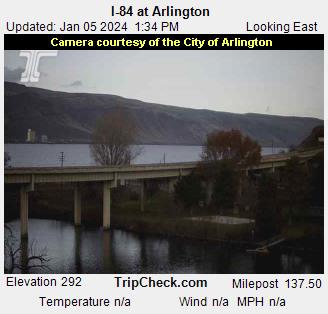 I-84 at Arlington
Updated: Jan 05 2024 1:34 PM Looking East
Camera courtesy of the City of Arlington
Elevation 292 TripCheck.com Milepost 137.50
Temperature n/a Wind n/a MPH n/a